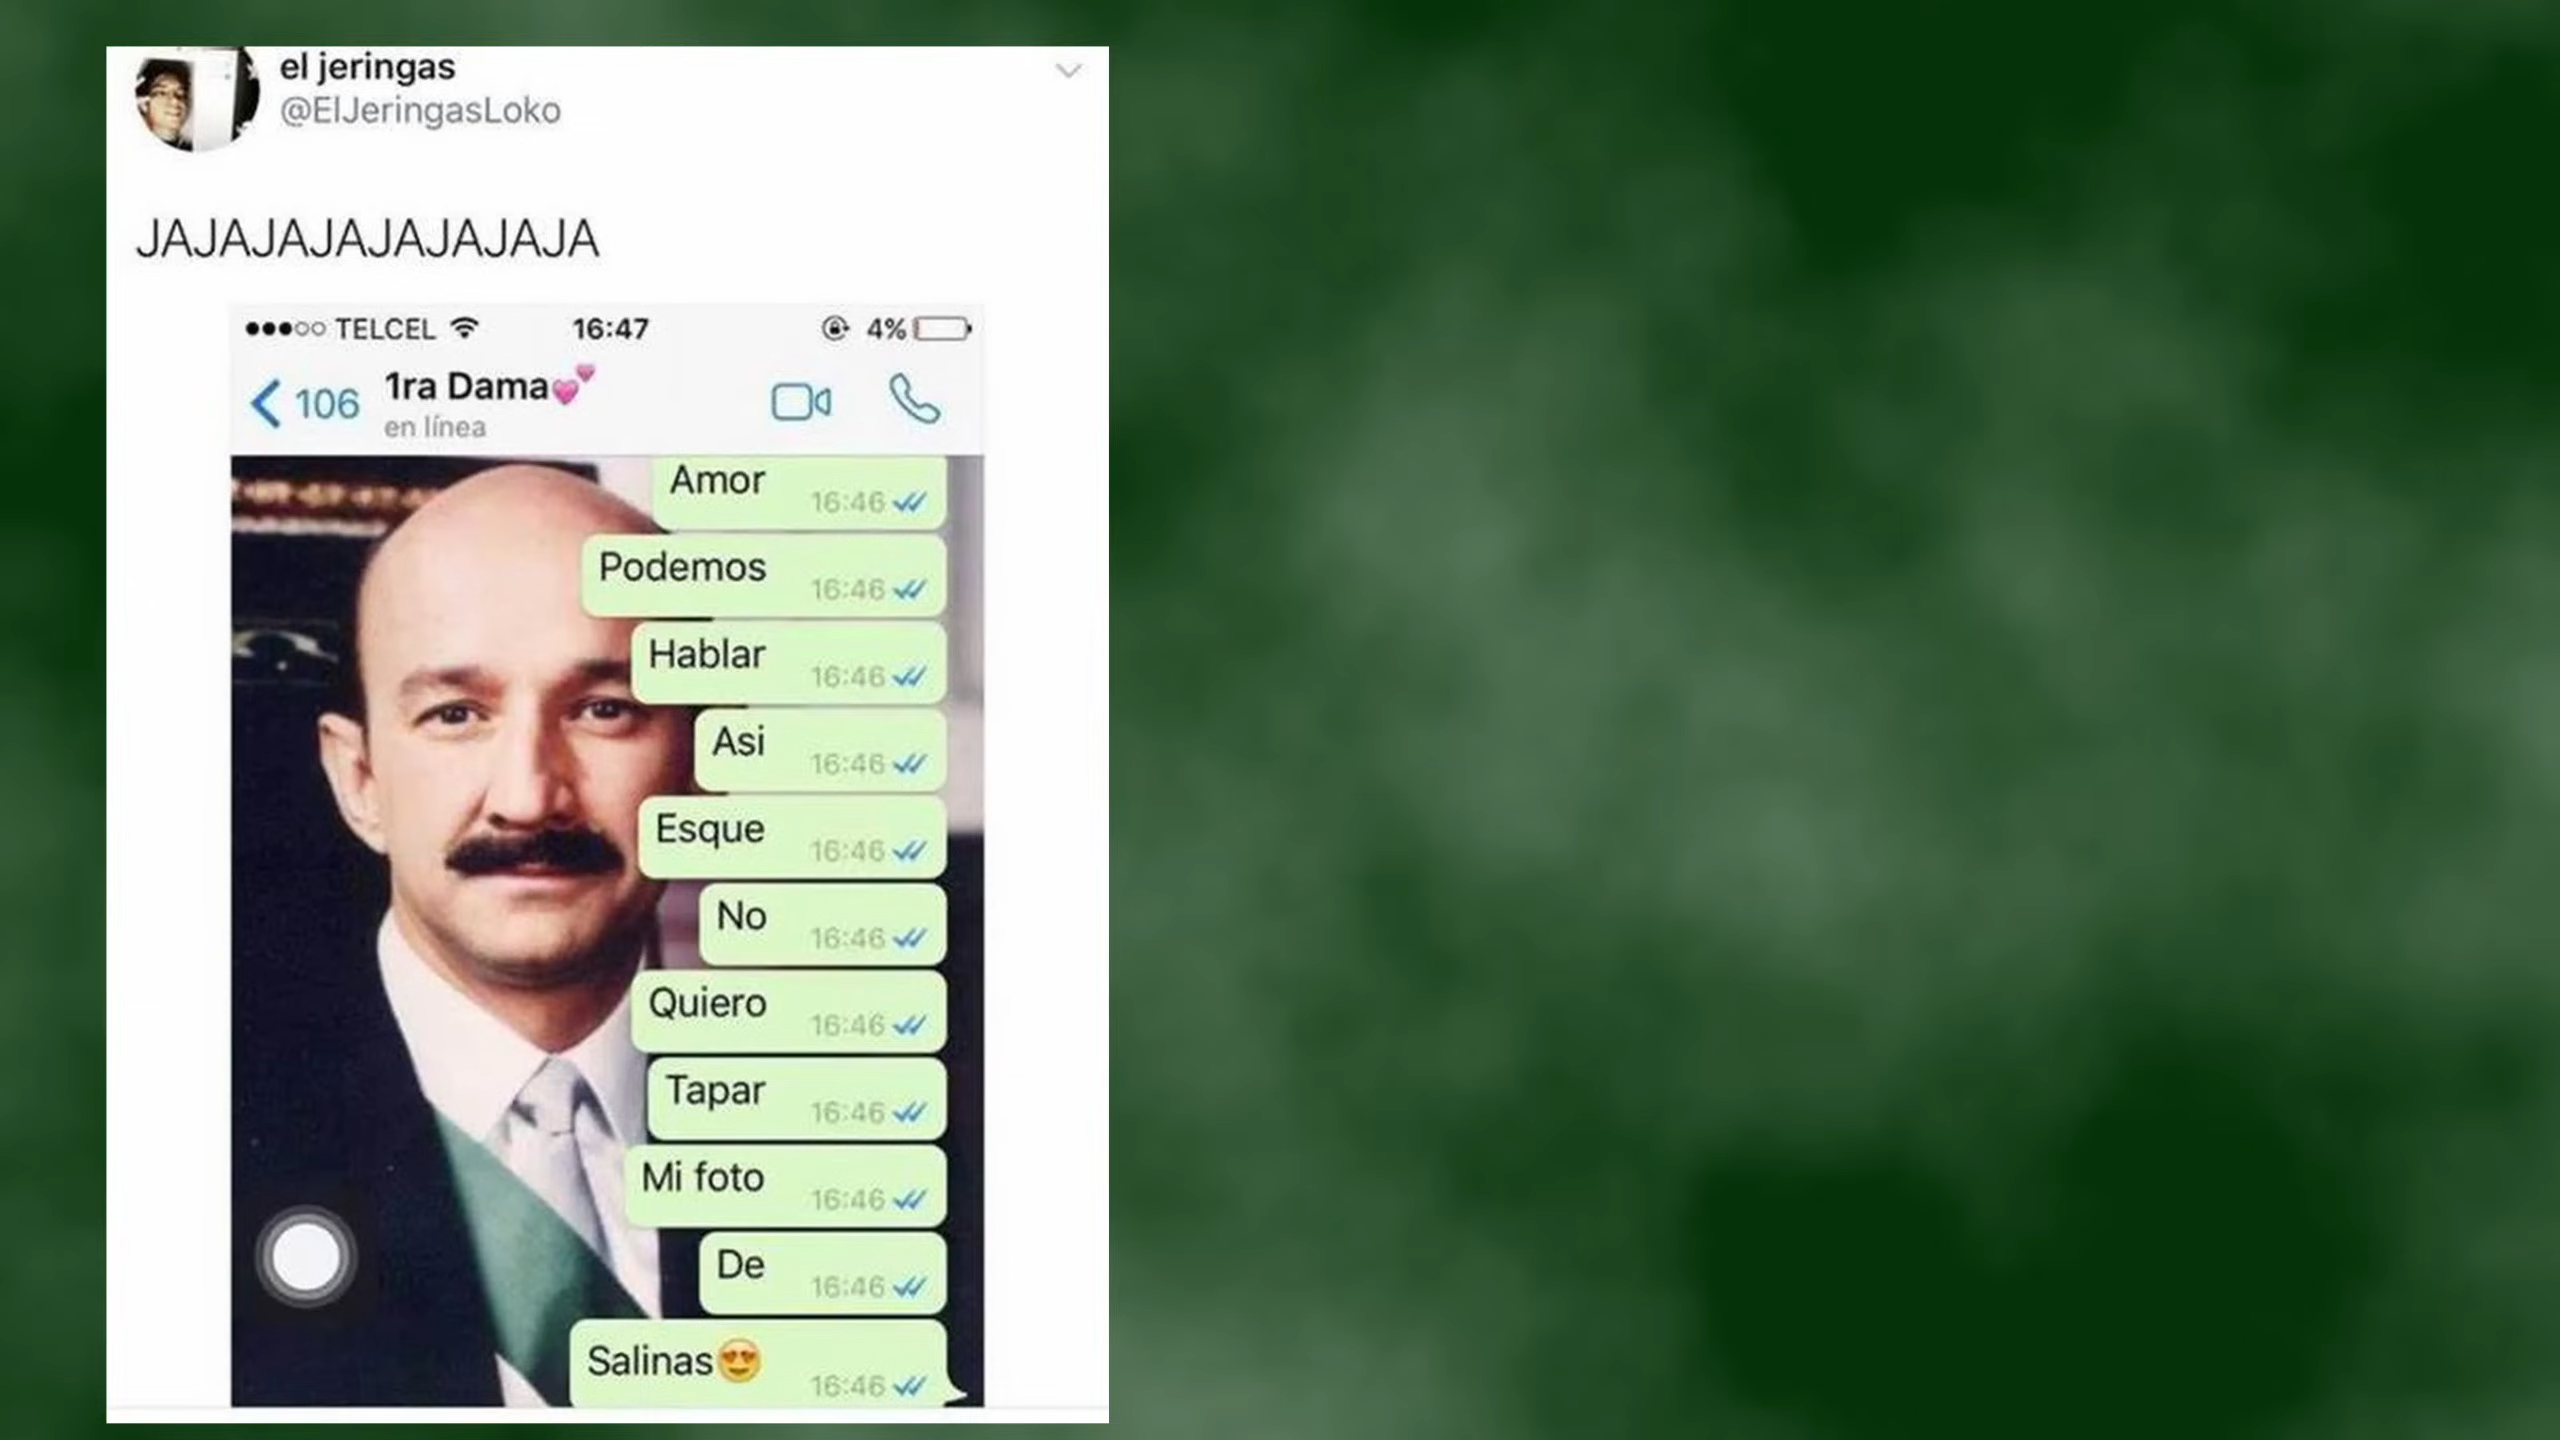 el jeringas
@ElJeringasLoko
JAJAJAJAJAJAJAJA
TELCEL 16:47 4%
106 1ra Dama💕
en línea
Amor 16:46
Podemos 16:46
Hablar 16:46
Asi 16:46
Esque 16:46
No 16:46
Quiero 16:46
Tapar 16:46
Mi foto 16:46
De 16:46
Salinas😍 16:46